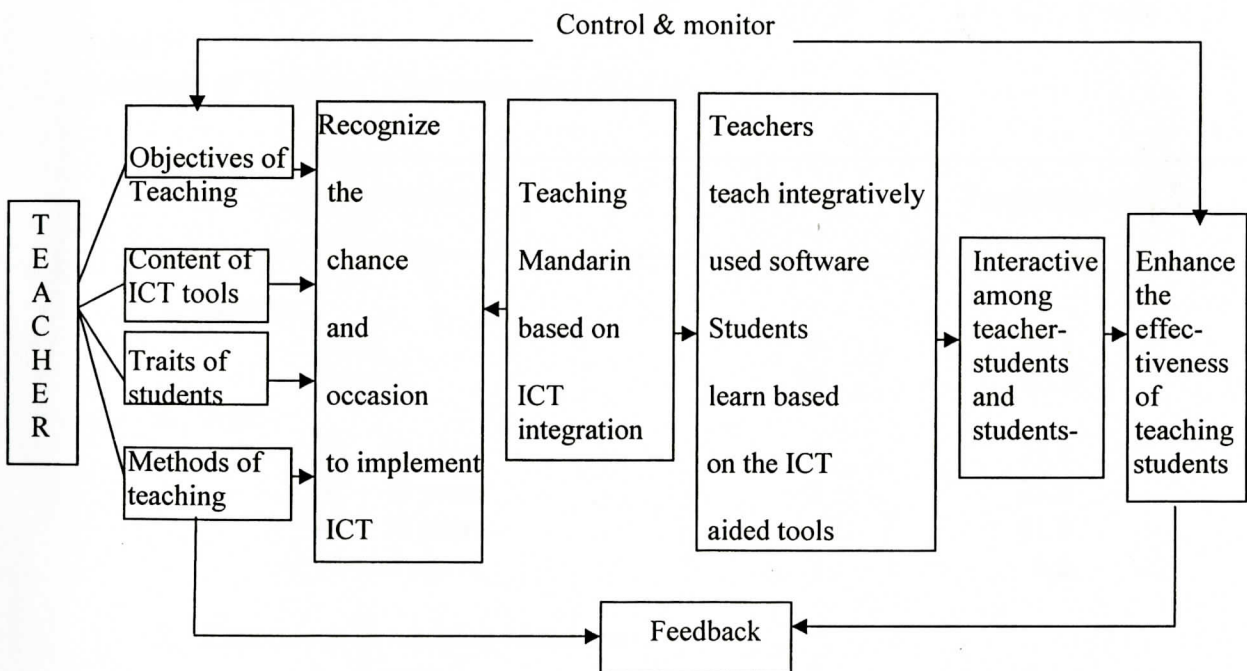 Control & monitor
T
E
A
C
H
E
R
Objectives of
Teaching
Content of
ICT tools
Traits of
students
Methods of
teaching
Recognize
the
chance
and
occasion
to implement
ICT
Teaching
Mandarin
based on
ICT
integration
Teachers
teach integratively
used software
Students
learn based
on the ICT
aided tools
Interactive
among
teacher-
students
and
students-
Enhance
the
effec-
tiveness
of
teaching
students
Feedback